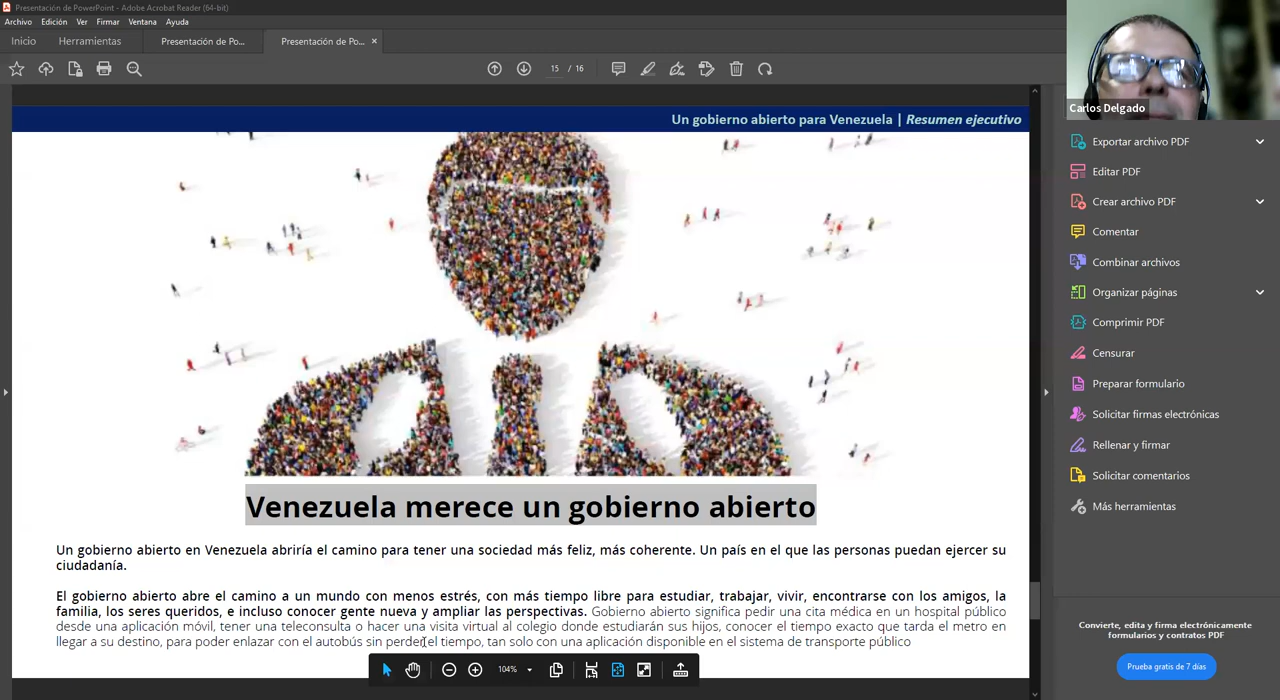 Presentación de PowerPoint - Adobe Acrobat Reader (64-bit)
Archivo Edición Ver Firmar Ventana Ayuda
Inicio Herramientas Presentación de Po... Presentación de Po... ×
15 / 16
Carlos Delgado
Un gobierno abierto para Venezuela | Resumen ejecutivo
Venezuela merece un gobierno abierto
Un gobierno abierto en Venezuela abriría el camino para tener una sociedad más feliz, más coherente. Un país en el que las personas puedan ejercer su
ciudadanía.
El gobierno abierto abre el camino a un mundo con menos estrés, con más tiempo libre para estudiar, trabajar, vivir, encontrarse con los amigos, la
familia, los seres queridos, e incluso conocer gente nueva y ampliar las perspectivas. Gobierno abierto significa pedir una cita médica en un hospital público
desde una aplicación móvil, tener una teleconsulta o hacer una visita virtual al colegio donde estudiarán sus hijos, conocer el tiempo exacto que tarda el metro en
llegar a su destino, para poder enlazar con el autobús sin perder el tiempo, tan solo con una aplicación disponible en el sistema de transporte público
104%
Exportar archivo PDF
Editar PDF
Crear archivo PDF
Comentar
Combinar archivos
Organizar páginas
Comprimir PDF
Censurar
Preparar formulario
Solicitar firmas electrónicas
Rellenar y firmar
Solicitar comentarios
Más herramientas
Convierte, edita y firma electrónicamente
formularios y contratos PDF
Prueba gratis de 7 días